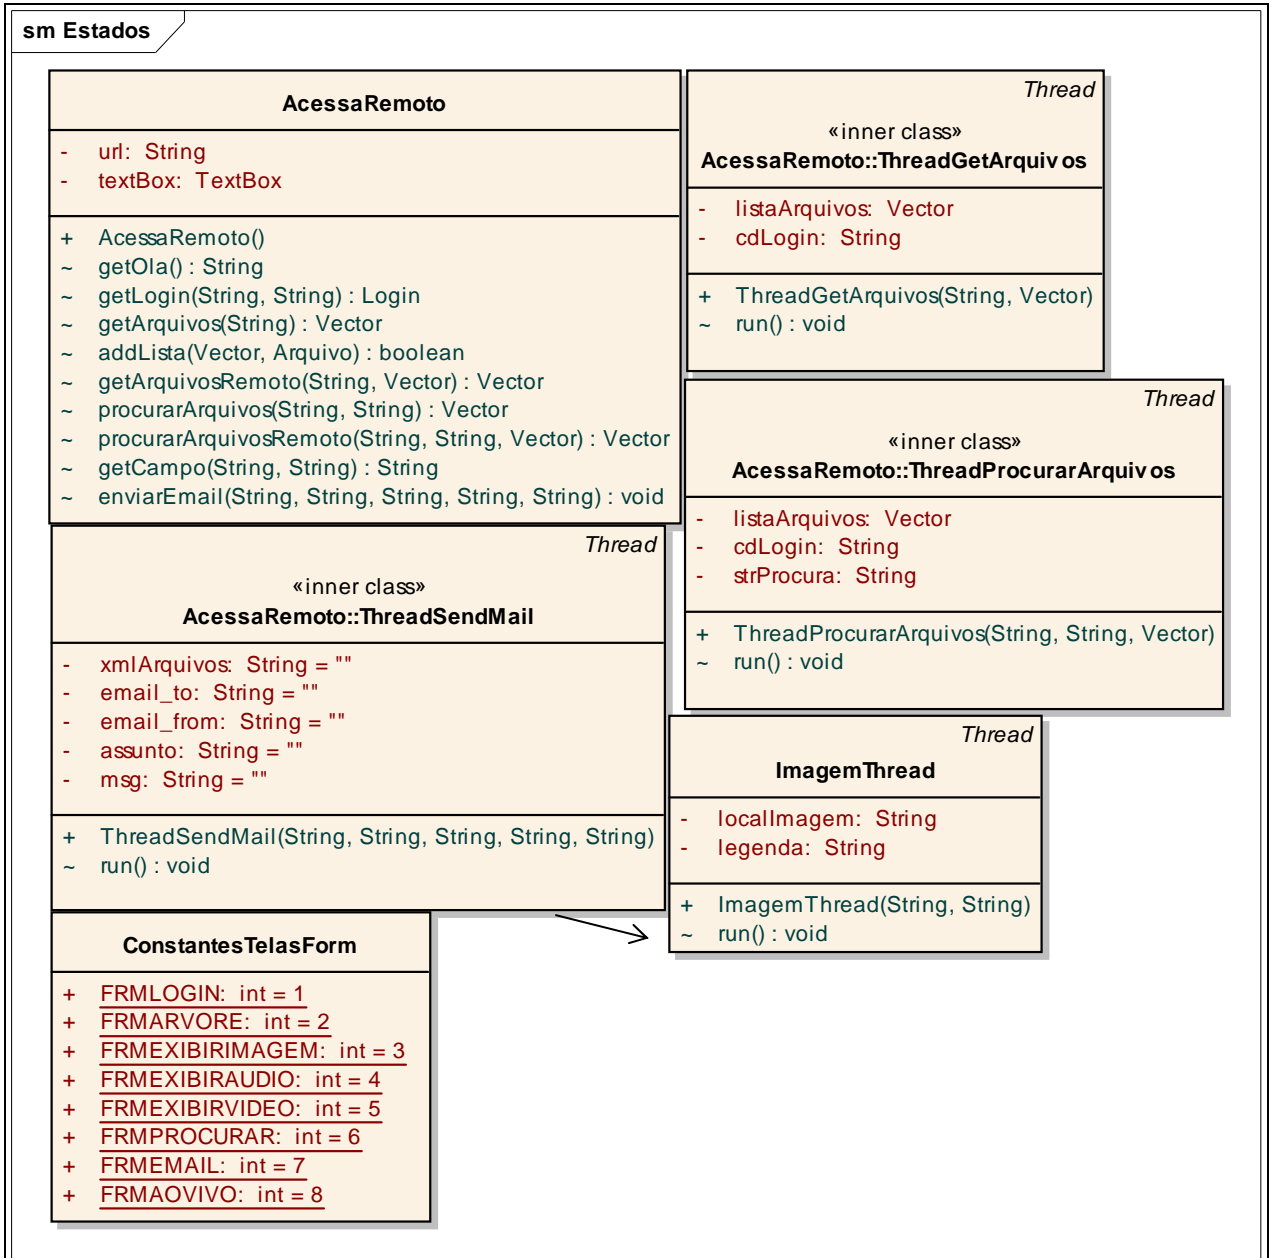 sm Estados
AcessaRemoto
- url: String
- textBox: TextBox
+ AcessaRemoto()
~ getOla() : String
~ getLogin(String, String) : Login
~ getArquivos(String) : Vector
~ addLista(Vector, Arquivo) : boolean
~ getArquivosRemoto(String, Vector) : Vector
~ procurarArquivos(String, String) : Vector
~ procurarArquivosRemoto(String, String, Vector) : Vector
~ getCampo(String, String) : String
~ enviarEmail(String, String, String, String, String) : void
Thread
«inner class»
AcessaRemoto::ThreadGetArquivos
- listaArquivos: Vector
- cdLogin: String
+ ThreadGetArquivos(String, Vector)
~ run() : void
Thread
«inner class»
AcessaRemoto::ThreadProcurarArquivos
- listaArquivos: Vector
- cdLogin: String
- strProcura: String
+ ThreadProcurarArquivos(String, String, Vector)
~ run() : void
Thread
«inner class»
AcessaRemoto::ThreadSendMail
- xmlArquivos: String = ""
- email_to: String = ""
- email_from: String = ""
- assunto: String = ""
- msg: String = ""
+ ThreadSendMail(String, String, String, String, String)
~ run() : void
Thread
ImagemThread
- localImagem: String
- legenda: String
+ ImagemThread(String, String)
~ run() : void
ConstantesTelasForm
+ FRMLOGIN: int = 1
+ FRMARVORE: int = 2
+ FRMEXIBIRIMAGEM: int = 3
+ FRMEXIBIRAUDIO: int = 4
+ FRMEXIBIRVIDEO: int = 5
+ FRMPROCURAR: int = 6
+ FRMEMAIL: int = 7
+ FRMAOVIVO: int = 8